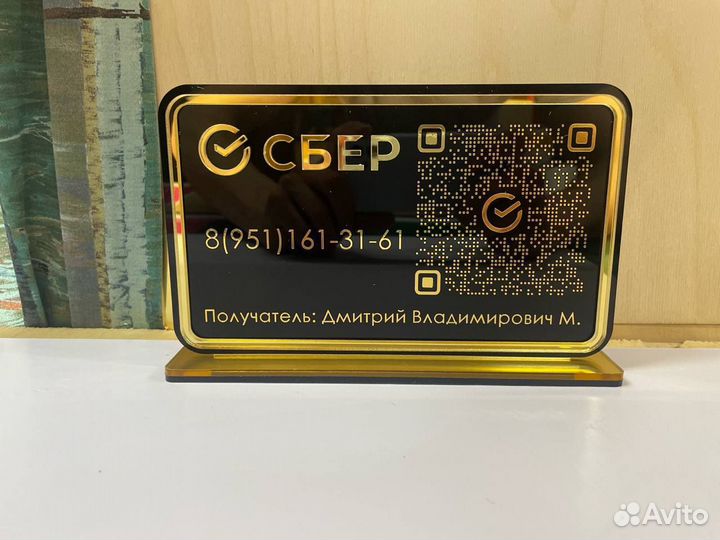 СБЕР
8(951)161-31-61
Получатель: Дмитрий Владимирович М.
Avito